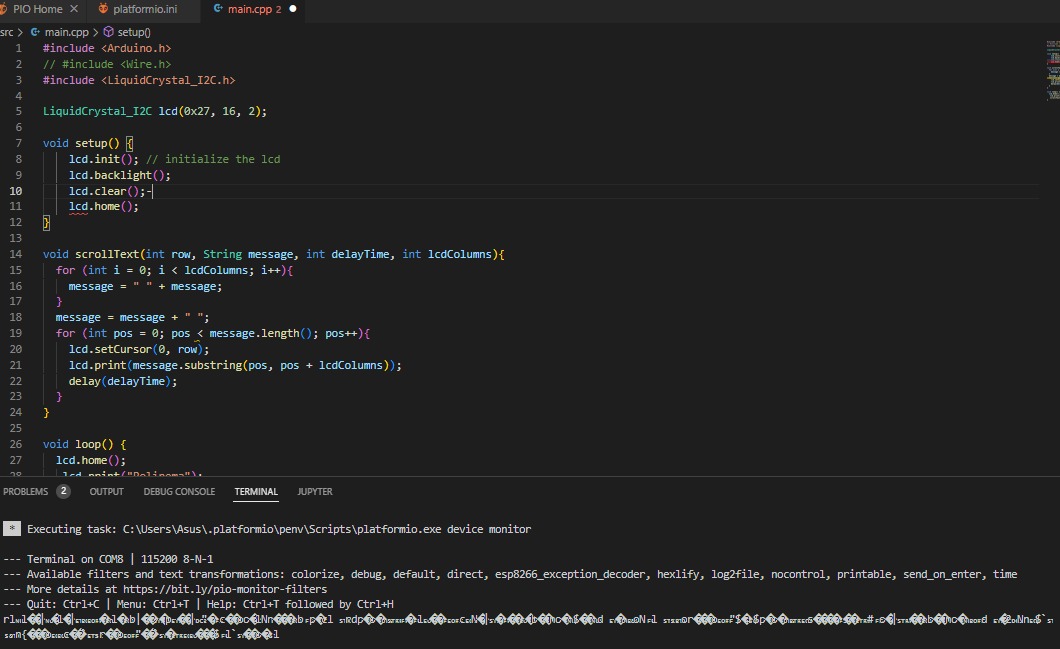 PIO Home
platformio.ini
main.cpp 2
src > main.cpp > setup()
1 #include <Arduino.h>
2 // #include <Wire.h>
3 #include <LiquidCrystal_I2C.h>
4
5 LiquidCrystal_I2C lcd(0x27, 16, 2);
6
7 void setup() {
8 lcd.init(); // initialize the lcd
9 lcd.backlight();
10 lcd.clear();-
11 lcd.home();
12 }
13
14 void scrollText(int row, String message, int delayTime, int lcdColumns){
15 for (int i = 0; i < lcdColumns; i++){
16 message = " " + message;
17 }
18 message = message + " ";
19 for (int pos = 0; pos < message.length(); pos++){
20 lcd.setCursor(0, row);
21 lcd.print(message.substring(pos, pos + lcdColumns));
22 delay(delayTime);
23 }
24 }
25
26 void loop() {
27 lcd.home();
28 lcd.print("Polinema");
PROBLEMS 2 OUTPUT DEBUG CONSOLE TERMINAL JUPYTER
* Executing task: C:\Users\Asus\.platformio\penv\Scripts\platformio.exe device monitor
--- Terminal on COM8 | 115200 8-N-1
--- Available filters and text transformations: colorize, debug, default, direct, esp8266_exception_decoder, hexlify, log2file, nocontrol, printable, send_on_enter, time
--- More details at https://bit.ly/pio-monitor-filters
--- Quit: Ctrl+C | Menu: Ctrl+T | Help: Ctrl+T followed by Ctrl+H